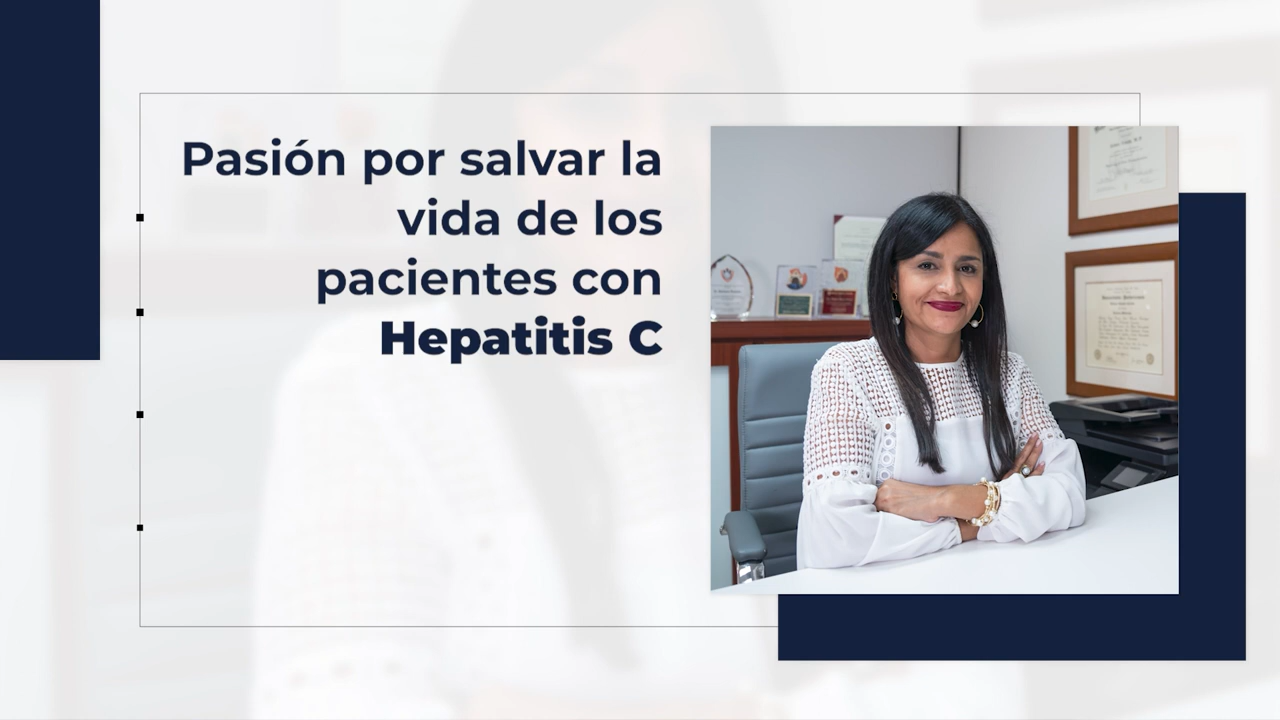 Pasión por salvar la
vida de los
pacientes con
Hepatitis C